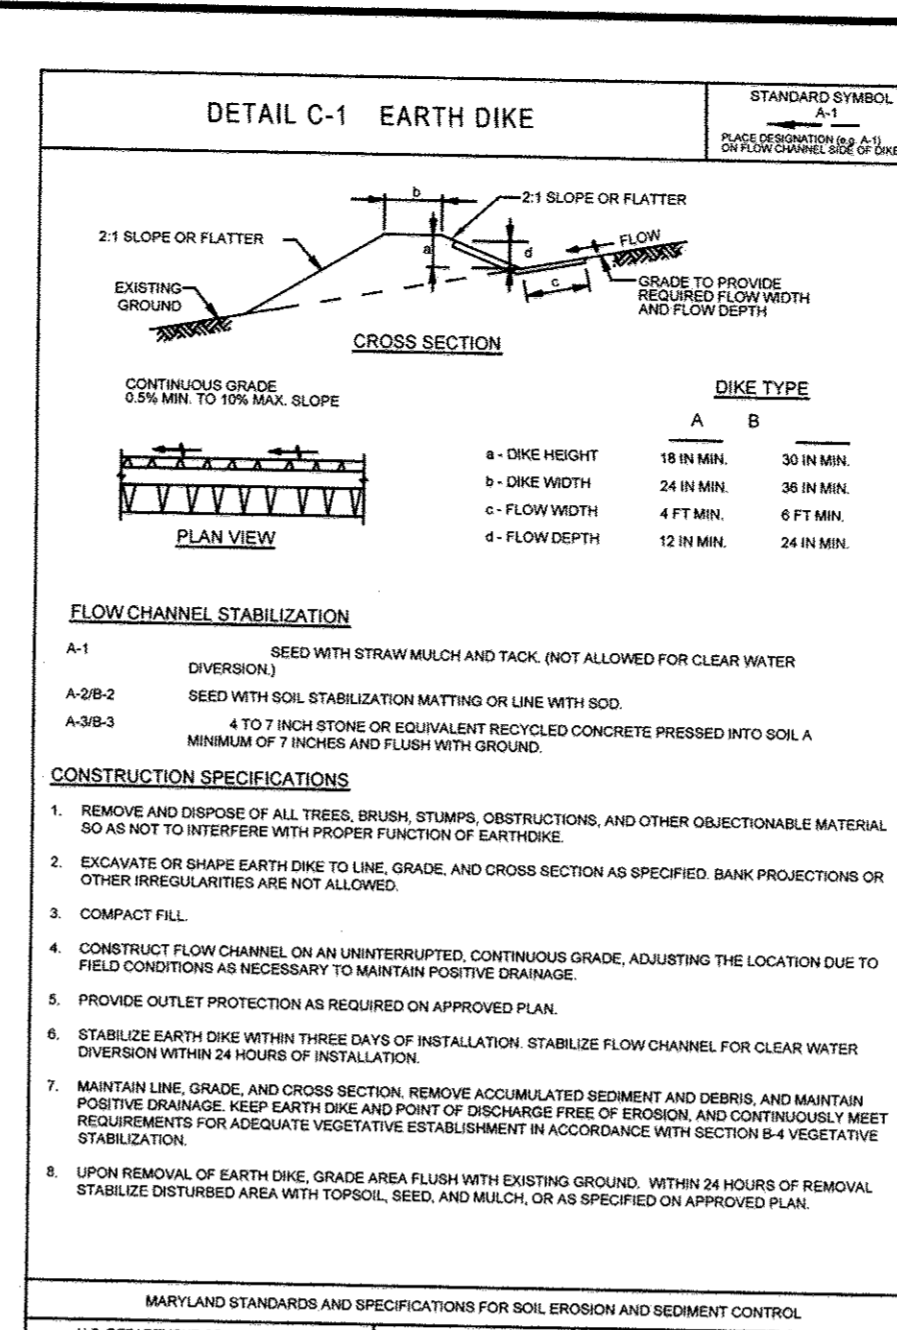 DETAIL C-1 EARTH DIKE
STANDARD SYMBOL
A-1
PLACE DESIGNATION (e.g. A-1)
ON FLOW CHANNEL SIDE OF DIKE
b
2:1 SLOPE OR FLATTER
2:1 SLOPE OR FLATTER
a
d
FLOW
EXISTING
GROUND
c
GRADE TO PROVIDE
REQUIRED FLOW WIDTH
AND FLOW DEPTH
CROSS SECTION
CONTINUOUS GRADE
0.5% MIN. TO 10% MAX. SLOPE
PLAN VIEW
DIKE TYPE
A B
a - DIKE HEIGHT 18 IN MIN. 30 IN MIN.
b - DIKE WIDTH 24 IN MIN. 36 IN MIN.
c - FLOW WIDTH 4 FT MIN. 6 FT MIN.
d - FLOW DEPTH 12 IN MIN. 24 IN MIN.
FLOW CHANNEL STABILIZATION
A-1 SEED WITH STRAW MULCH AND TACK. (NOT ALLOWED FOR CLEAR WATER
DIVERSION.)
A-2/B-2 SEED WITH SOIL STABILIZATION MATTING OR LINE WITH SOD.
A-3/B-3 4 TO 7 INCH STONE OR EQUIVALENT RECYCLED CONCRETE PRESSED INTO SOIL A
MINIMUM OF 7 INCHES AND FLUSH WITH GROUND.
CONSTRUCTION SPECIFICATIONS
1. REMOVE AND DISPOSE OF ALL TREES, BRUSH, STUMPS, OBSTRUCTIONS, AND OTHER OBJECTIONABLE MATERIAL
SO AS NOT TO INTERFERE WITH PROPER FUNCTION OF EARTHDIKE.
2. EXCAVATE OR SHAPE EARTH DIKE TO LINE, GRADE, AND CROSS SECTION AS SPECIFIED. BANK PROJECTIONS OR
OTHER IRREGULARITIES ARE NOT ALLOWED.
3. COMPACT FILL.
4. CONSTRUCT FLOW CHANNEL ON AN UNINTERRUPTED, CONTINUOUS GRADE, ADJUSTING THE LOCATION DUE TO
FIELD CONDITIONS AS NECESSARY TO MAINTAIN POSITIVE DRAINAGE.
5. PROVIDE OUTLET PROTECTION AS REQUIRED ON APPROVED PLAN.
6. STABILIZE EARTH DIKE WITHIN THREE DAYS OF INSTALLATION. STABILIZE FLOW CHANNEL FOR CLEAR WATER
DIVERSION WITHIN 24 HOURS OF INSTALLATION.
7. MAINTAIN LINE, GRADE, AND CROSS SECTION. REMOVE ACCUMULATED SEDIMENT AND DEBRIS, AND MAINTAIN
POSITIVE DRAINAGE. KEEP EARTH DIKE AND POINT OF DISCHARGE FREE OF EROSION, AND CONTINUOUSLY MEET
REQUIREMENTS FOR ADEQUATE VEGETATIVE ESTABLISHMENT IN ACCORDANCE WITH SECTION B-4 VEGETATIVE
STABILIZATION.
8. UPON REMOVAL OF EARTH DIKE, GRADE AREA FLUSH WITH EXISTING GROUND. WITHIN 24 HOURS OF REMOVAL
STABILIZE DISTURBED AREA WITH TOPSOIL, SEED, AND MULCH, OR AS SPECIFIED ON APPROVED PLAN.
MARYLAND STANDARDS AND SPECIFICATIONS FOR SOIL EROSION AND SEDIMENT CONTROL